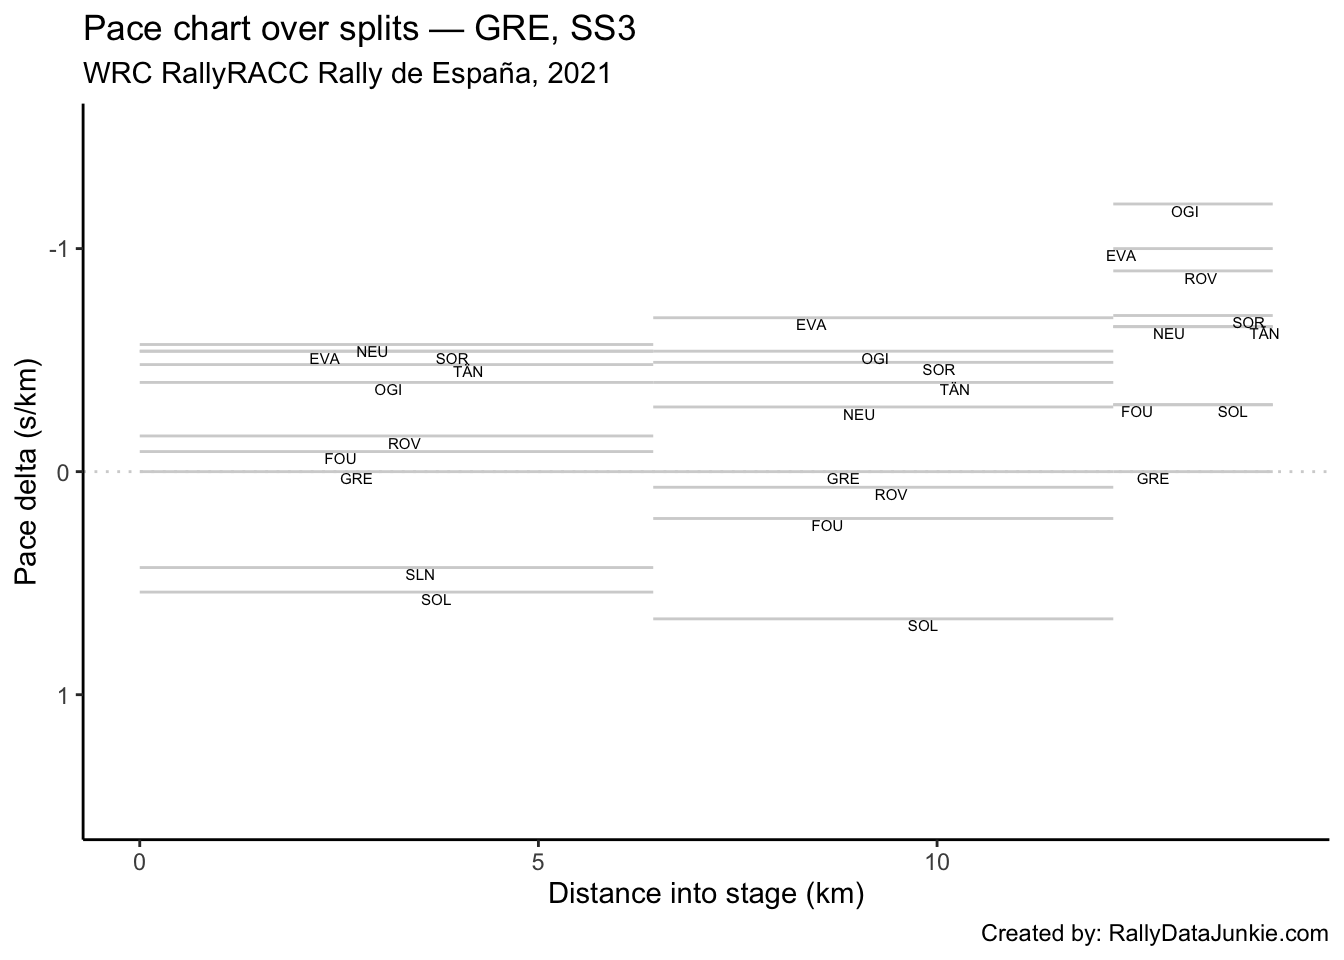 Pace chart over splits — GRE, SS3
WRC RallyRACC Rally de España, 2021
OGI
-1
EVA
ROV
EVA
SOR
NEU
TÄN
NEU
EVA
SOR
OGI
TÄN
SOR
OGI
TÄN
NEU
FOU
SOL
ROV
FOU
0
GRE
GRE
GRE
ROV
FOU
SLN
SOL
SOL
1
0
5
10
Pace delta (s/km)
Distance into stage (km)
Created by: RallyDataJunkie.com